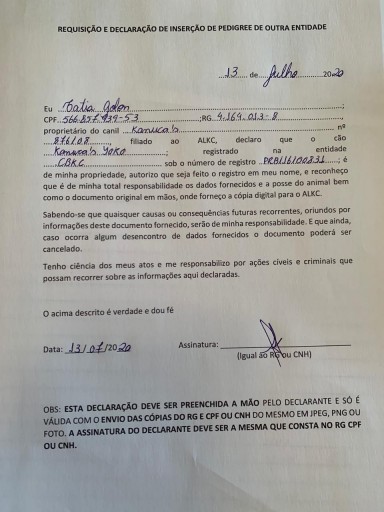 REQUISIÇÃO E DECLARAÇÃO DE INSERÇÃO DE PEDIGREE DE OUTRA ENTIDADE
13 de Julho 2020
Eu Katia Golon ;
CPF 566.857.939-53 ;RG 9.169.013-8 ,
proprietário do canil Kanuca's nº
876/08 , filiado ao ALKC, declaro que o cão
Kanuca's YORO ; registrado na entidade
CBKC sob o número de registro PRB/16/00831 ; é
de minha propriedade, autorizo que seja feito o registro em meu nome, e reconheço
que é de minha total responsabilidade os dados fornecidos e a posse do animal bem
como o documento original em mãos, onde forneço a cópia digital para o ALKC.
Sabendo-se que quaisquer causas ou consequências futuras recorrentes, oriundos por
informações deste documento fornecido, serão de minha responsabilidade. E que ainda,
caso ocorra algum desencontro de dados fornecidos o documento poderá ser
cancelado.
Tenho ciência dos meus atos e me responsabilizo por ações cíveis e criminais que
possam recorrer sobre as informações aqui declaradas.
O acima descrito é verdade e dou fé
Data: 13/07/2020 Assinatura:
(Igual ao RG ou CNH)
OBS: ESTA DECLARAÇÃO DEVE SER PREENCHIDA A MÃO PELO DECLARANTE E SÓ É
VÁLIDA COM O ENVIO DAS CÓPIAS DO RG E CPF OU CNH DO MESMO EM JPEG, PNG OU
FOTO. A ASSINATURA DO DECLARANTE DEVE SER A MESMA QUE CONSTA NO RG CPF
OU CNH.